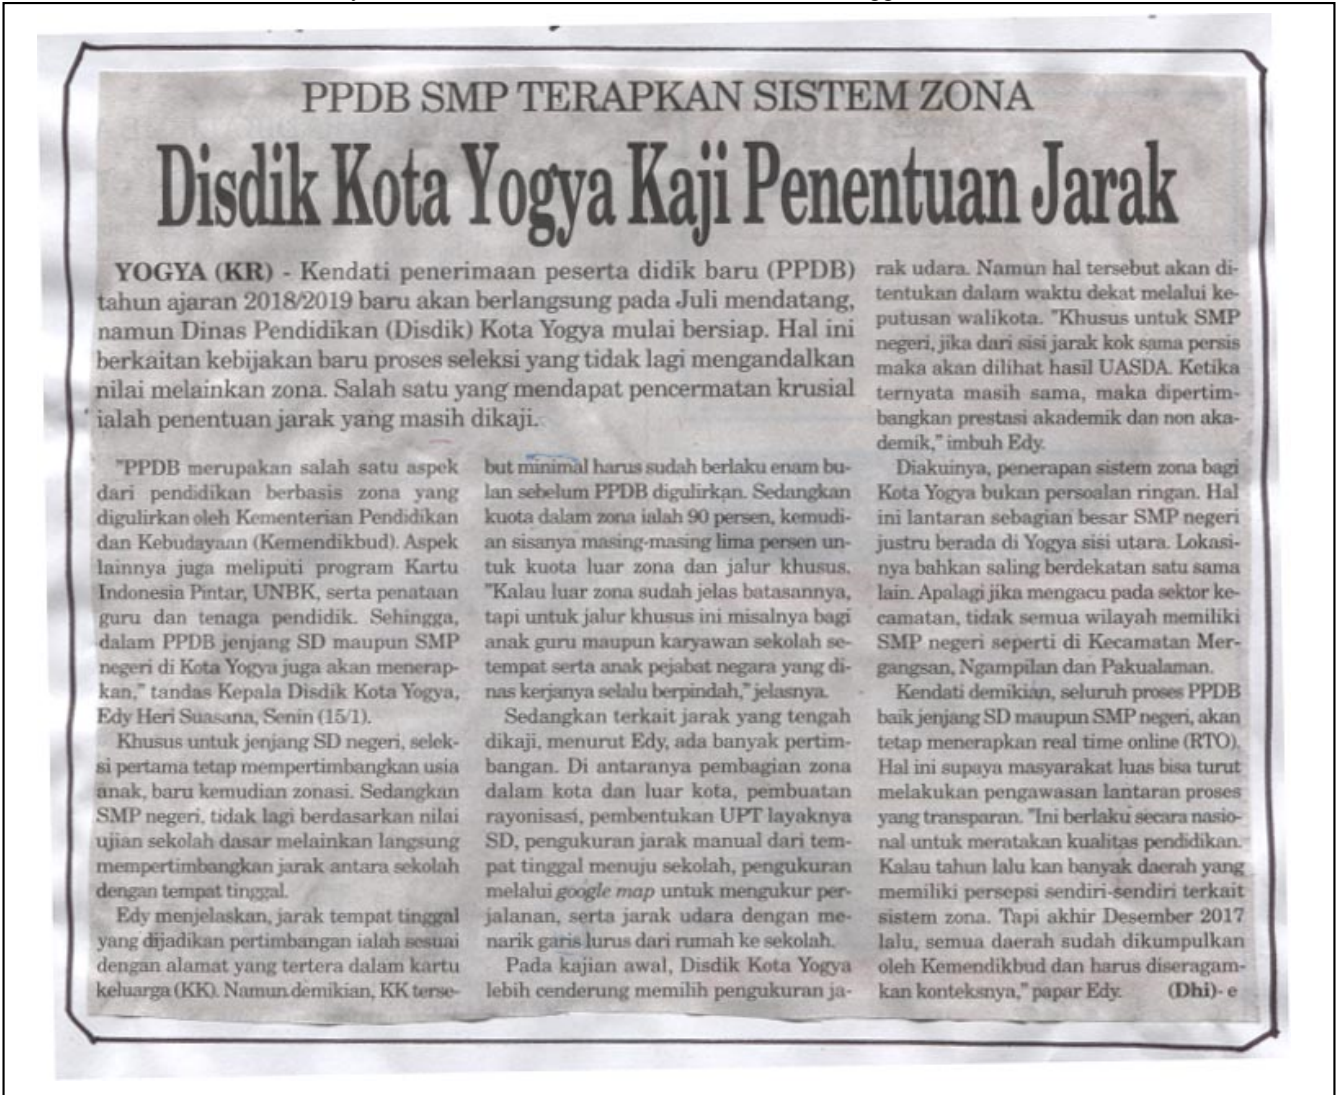 PPDB SMP TERAPKAN SISTEM ZONA
Disdik Kota Yogya Kaji Penentuan Jarak
YOGYA (KR) - Kendati penerimaan peserta didik baru (PPDB)
tahun ajaran 2018/2019 baru akan berlangsung pada Juli mendatang,
namun Dinas Pendidikan (Disdik) Kota Yogya mulai bersiap. Hal ini
berkaitan kebijakan baru proses seleksi yang tidak lagi mengandalkan
nilai melainkan zona. Salah satu yang mendapat pencermatan krusial
ialah penentuan jarak yang masih dikaji.
"PPDB merupakan salah satu aspek
dari pendidikan berbasis zona yang
digulirkan oleh Kementerian Pendidikan
dan Kebudayaan (Kemendikbud). Aspek
lainnya juga meliputi program Kartu
Indonesia Pintar, UNBK, serta penataan
guru dan tenaga pendidik. Sehingga,
dalam PPDB jenjang SD maupun SMP
negeri di Kota Yogya juga akan menerap-
kan," tandas Kepala Disdik Kota Yogya,
Edy Heri Suasana, Senin (15/1).
Khusus untuk jenjang SD negeri, selek-
si pertama tetap mempertimbangkan usia
anak, baru kemudian zonasi. Sedangkan
SMP negeri, tidak lagi berdasarkan nilai
ujian sekolah dasar melainkan langsung
mempertimbangkan jarak antara sekolah
dengan tempat tinggal.
Edy menjelaskan, jarak tempat tinggal
yang dijadikan pertimbangan ialah sesuai
dengan alamat yang tertera dalam kartu
keluarga (KK). Namun demikian, KK terse-
but minimal harus sudah berlaku enam bu-
lan sebelum PPDB digulirkan. Sedangkan
kuota dalam zona ialah 90 persen, kemudi-
an sisanya masing-masing lima persen un-
tuk kuota luar zona dan jalur khusus.
"Kalau luar zona sudah jelas batasannya,
tapi untuk jalur khusus ini misalnya bagi
anak guru maupun karyawan sekolah se-
tempat serta anak pejabat negara yang di-
nas kerjanya selalu berpindah," jelasnya.
Sedangkan terkait jarak yang tengah
dikaji, menurut Edy, ada banyak pertim-
bangan. Di antaranya pembagian zona
dalam kota dan luar kota, pembuatan
rayonisasi, pembentukan UPT layaknya
SD, pengukuran jarak manual dari tem-
pat tinggal menuju sekolah, pengukuran
melalui google map untuk mengukur per-
jalanan, serta jarak udara dengan me-
narik garis lurus dari rumah ke sekolah.
Pada kajian awal, Disdik Kota Yogya
lebih cenderung memilih pengukuran ja-
rak udara. Namun hal tersebut akan di-
tentukan dalam waktu dekat melalui ke-
putusan walikota. "Khusus untuk SMP
negeri, jika dari sisi jarak kok sama persis
maka akan dilihat hasil UASDA. Ketika
ternyata masih sama, maka dipertim-
bangkan prestasi akademik dan non aka-
demik," imbuh Edy.
Diakuinya, penerapan sistem zona bagi
Kota Yogya bukan persoalan ringan. Hal
ini lantaran sebagian besar SMP negeri
justru berada di Yogya sisi utara. Lokasi-
nya bahkan saling berdekatan satu sama
lain. Apalagi jika mengacu pada sektor ke-
camatan, tidak semua wilayah memiliki
SMP negeri seperti di Kecamatan Mer-
gangsan, Ngampilan dan Pakualaman.
Kendati demikian, seluruh proses PPDB
baik jenjang SD maupun SMP negeri, akan
tetap menerapkan real time online (RTO).
Hal ini supaya masyarakat luas bisa turut
melakukan pengawasan lantaran proses
yang transparan. "Ini berlaku secara nasio-
nal untuk meratakan kualitas pendidikan.
Kalau tahun lalu kan banyak daerah yang
memiliki persepsi sendiri-sendiri terkait
sistem zona. Tapi akhir Desember 2017
lalu, semua daerah sudah dikumpulkan
oleh Kemendikbud dan harus diseragam-
kan konteksnya," papar Edy. (Dhi)- e